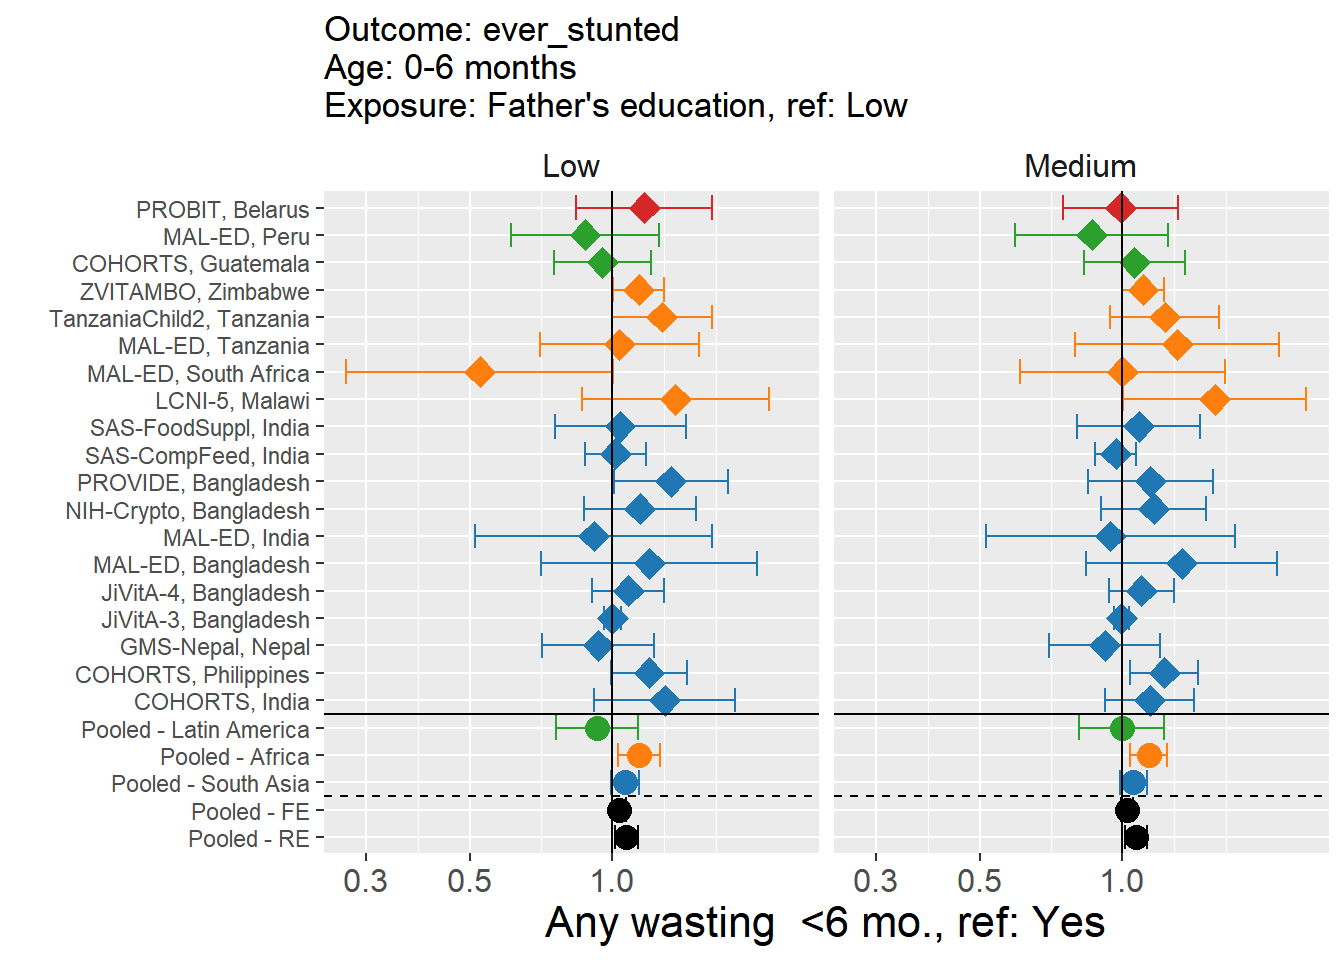 Outcome: ever_stunted
Age: 0-6 months
Exposure: Father's education, ref: Low
Low
Medium
PROBIT, Belarus
MAL-ED, Peru
COHORTS, Guatemala
ZVITAMBO, Zimbabwe
TanzaniaChild2, Tanzania
MAL-ED, Tanzania
MAL-ED, South Africa
LCNI-5, Malawi
SAS-FoodSuppl, India
SAS-CompFeed, India
PROVIDE, Bangladesh
NIH-Crypto, Bangladesh
MAL-ED, India
MAL-ED, Bangladesh
JiVitA-4, Bangladesh
JiVitA-3, Bangladesh
GMS-Nepal, Nepal
COHORTS, Philippines
COHORTS, India
Pooled - Latin America
Pooled - Africa
Pooled - South Asia
Pooled - FE
Pooled - RE
0.3 0.5 1.0 0.3 0.5 1.0
Any wasting <6 mo., ref: Yes